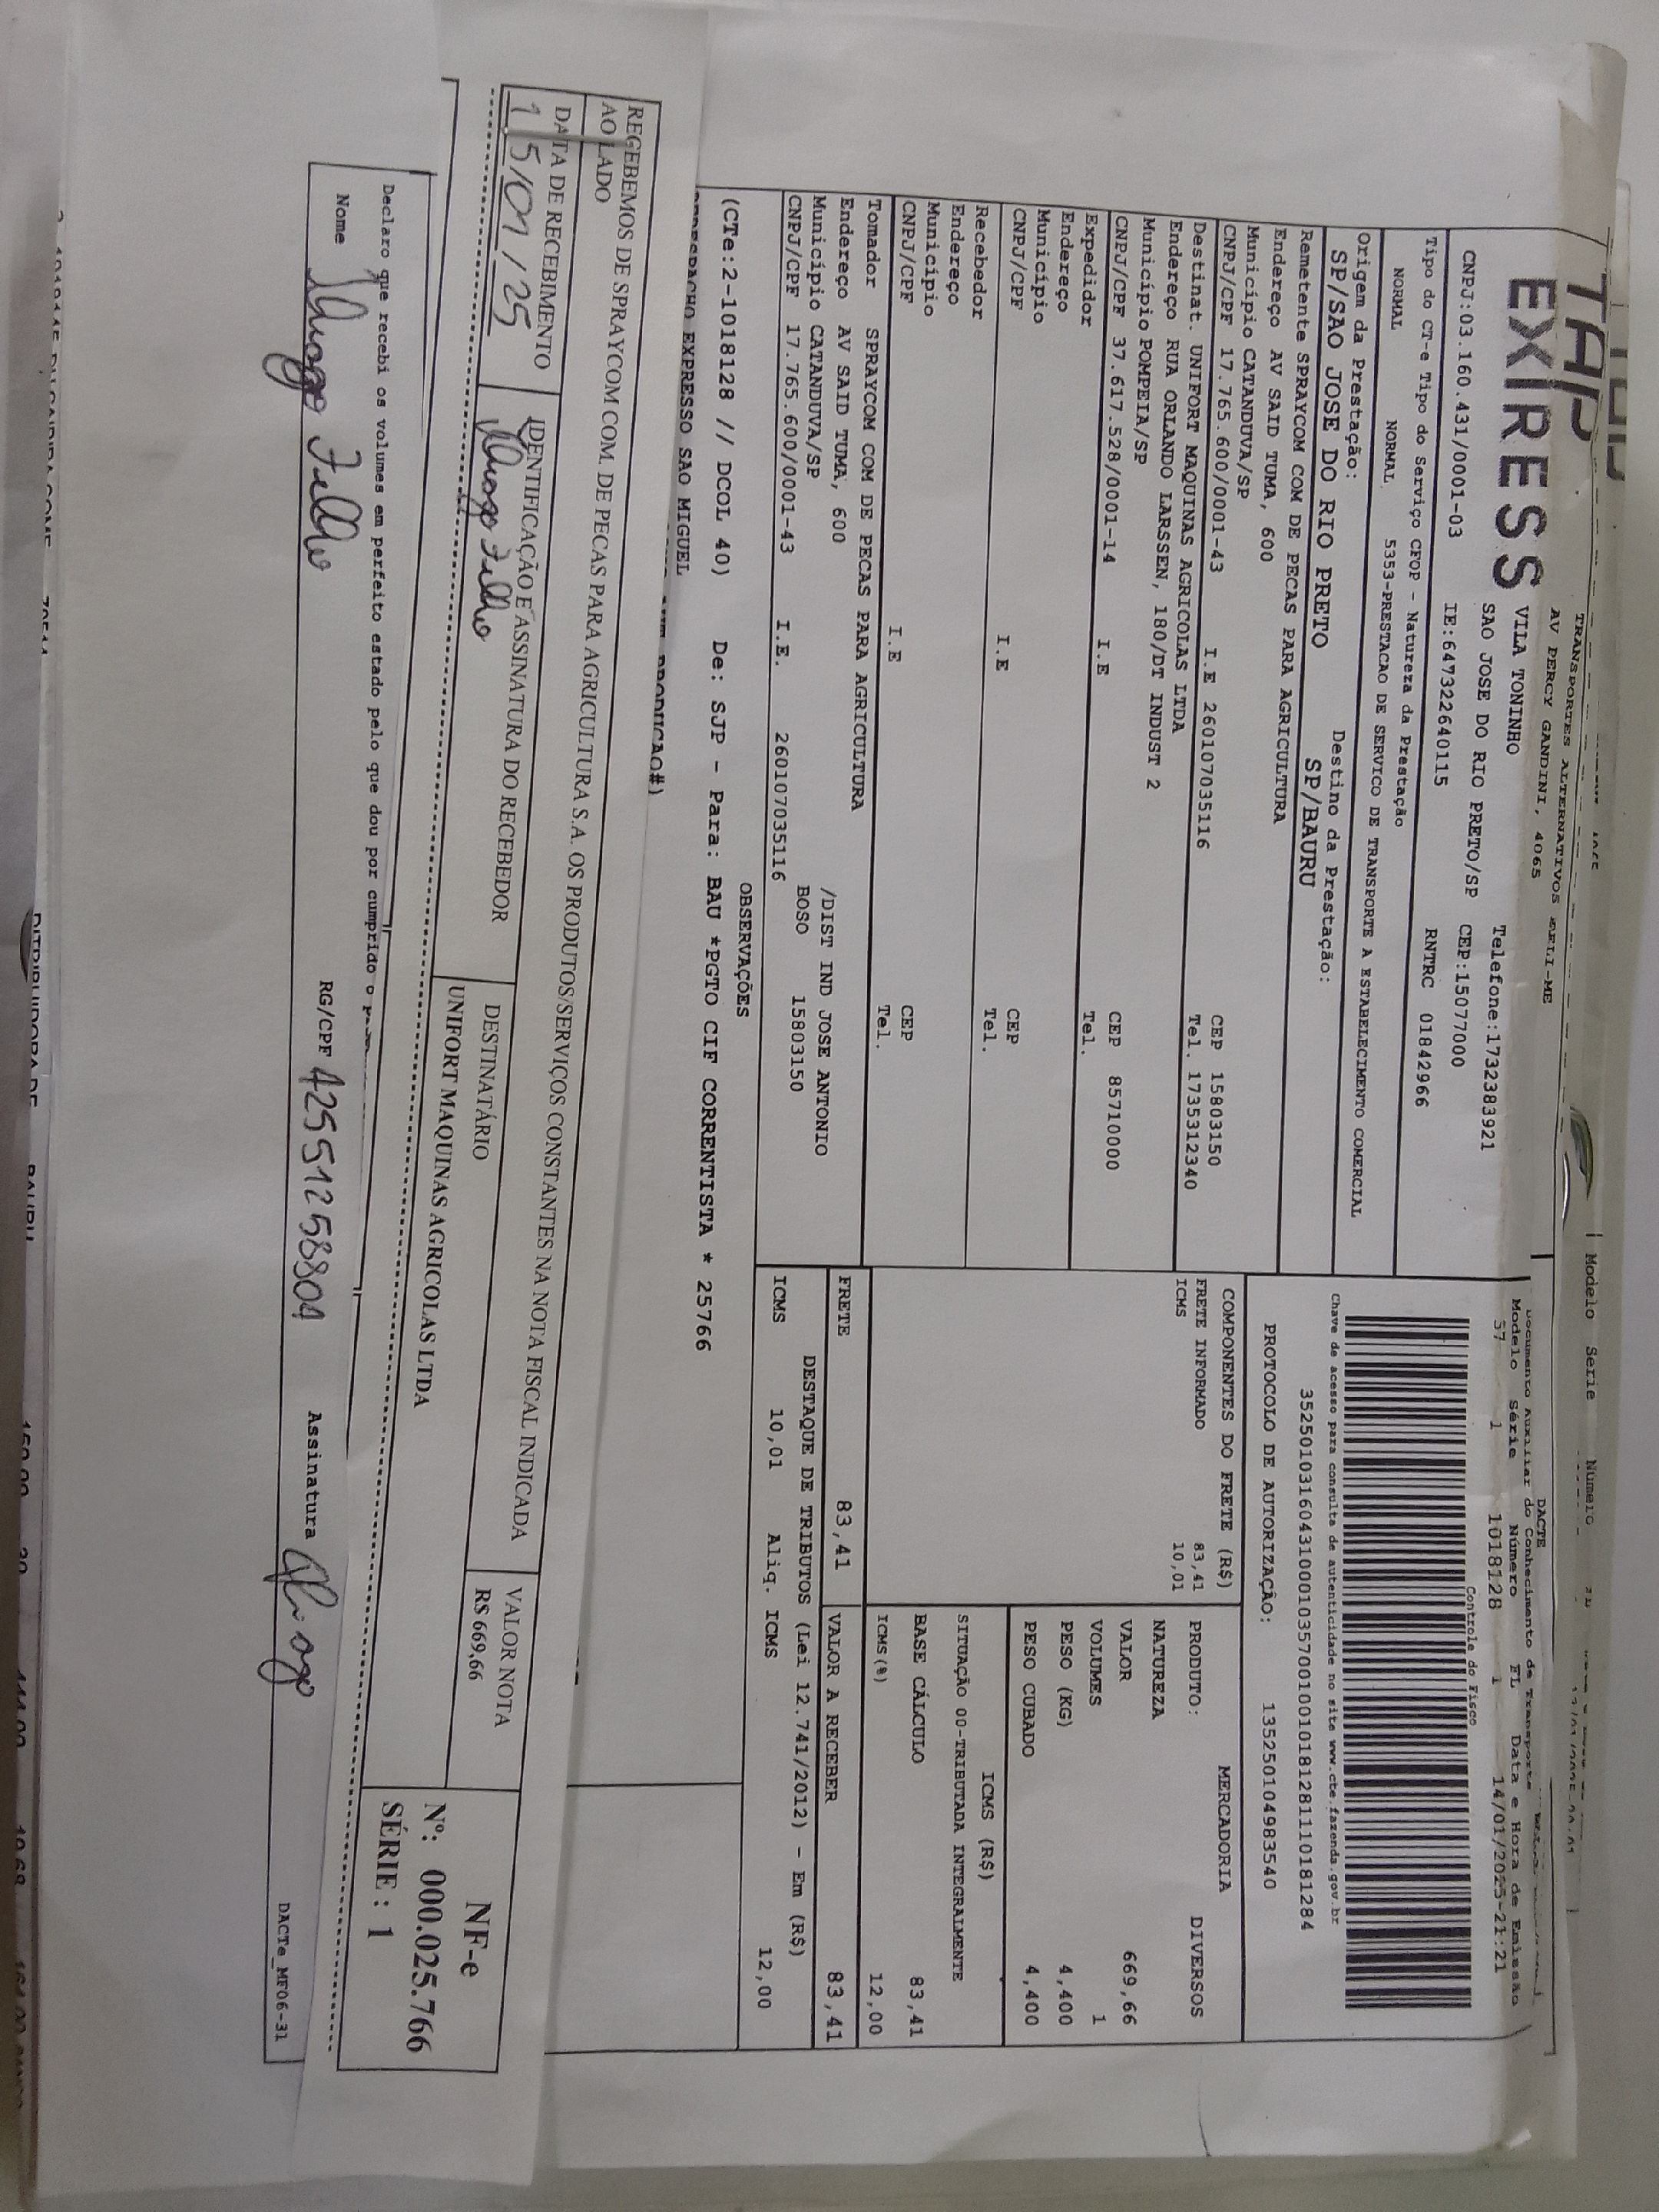 TAP
EXPRESS
TRANSPORTES ALTERNATIVOS EELI-ME
AV PERCY GANDINI, 4065
VILA TONINHO
SAO JOSE DO RIO PRETO/SP
Telefone:1732383921
CEP:15077000
CNPJ:03.160.431/0001-03 IE:647322640115 RNTRC 01842966
Tipo do CT-e Tipo do Serviço CFOP - Natureza da Prestação
NORMAL NORMAL 5353-PRESTACAO DE SERVICO DE TRANSPORTE A ESTABELECIMENTO COMERCIAL
Origem da Prestação: Destino da Prestação:
SP/SAO JOSE DO RIO PRETO SP/BAURU
Remetente SPRAYCOM COM DE PECAS PARA AGRICULTURA
Endereço AV SAID TUMA, 600
Município CATANDUVA/SP CEP 15803150
CNPJ/CPF 17.765.600/0001-43 I.E 260107035116 Tel. 1735312340
Destinat. UNIFORT MAQUINAS AGRICOLAS LTDA
Endereço RUA ORLANDO LARSSEN, 180/DT INDUST 2
Município POMPEIA/SP CEP 85710000
CNPJ/CPF 37.617.528/0001-14 I.E Tel.
Expedidor
Endereço
Município CEP
CNPJ/CPF I.E Tel.
Recebedor
Endereço
Município CEP
CNPJ/CPF I.E Tel.
Tomador SPRAYCOM COM DE PECAS PARA AGRICULTURA
Endereço AV SAID TUMA, 600 /DIST IND JOSE ANTONIO
Município CATANDUVA/SP BOSO 15803150
CNPJ/CPF 17.765.600/0001-43 I.E. 260107035116
Modelo Serie Número
DACTE
Documento Auxiliar do Conhecimento de Transporte
Modelo Série Número FL Data e Hora de Emissão
57 1 1018128 1 14/01/2025-21:21
Controle do Fisco
Chave de acesso para consulta de autenticidade no site www.cte.fazenda.gov.br
35250103160431000103570010010181281110181284
PROTOCOLO DE AUTORIZAÇÃO: 135250104983540
COMPONENTES DO FRETE (R$)
FRETE INFORMADO 83,41
ICMS 10,01
MERCADORIA
PRODUTO: DIVERSOS
NATUREZA
VALOR 669,66
VOLUMES 1
PESO (KG) 4,400
PESO CUBADO 4,400
ICMS (R$)
SITUAÇÃO 00-TRIBUTADA INTEGRALMENTE
BASE CÁLCULO 83,41
ICMS(%) 12,00
FRETE 83,41 VALOR A RECEBER 83,41
DESTAQUE DE TRIBUTOS (Lei 12.741/2012) - Em (R$)
ICMS 10,01 Aliq. ICMS 12,00
OBSERVAÇÕES
(CTe:2-1018128 // DCOL 40) De: SJP - Para: BAU *PGTO CIF CORRENTISTA * 25766
EXPRESSO SAO MIGUEL
RECEBEMOS DE SPRAYCOM COM. DE PECAS PARA AGRICULTURA S.A. OS PRODUTOS/SERVIÇOS CONSTANTES NA NOTA FISCAL INDICADA
AO LADO
DATA DE RECEBIMENTO IDENTIFICAÇÃO E ASSINATURA DO RECEBEDOR DESTINATÁRIO VALOR NOTA
15/01/25 UNIFORT MAQUINAS AGRICOLAS LTDA R$ 669,66
NF-e
Nº: 000.025.766
SÉRIE : 1
Declaro que recebi os volumes em perfeito estado pelo que dou por cumprido o
Nome RG/CPF 42551258804 Assinatura
DACTe_MF06-31